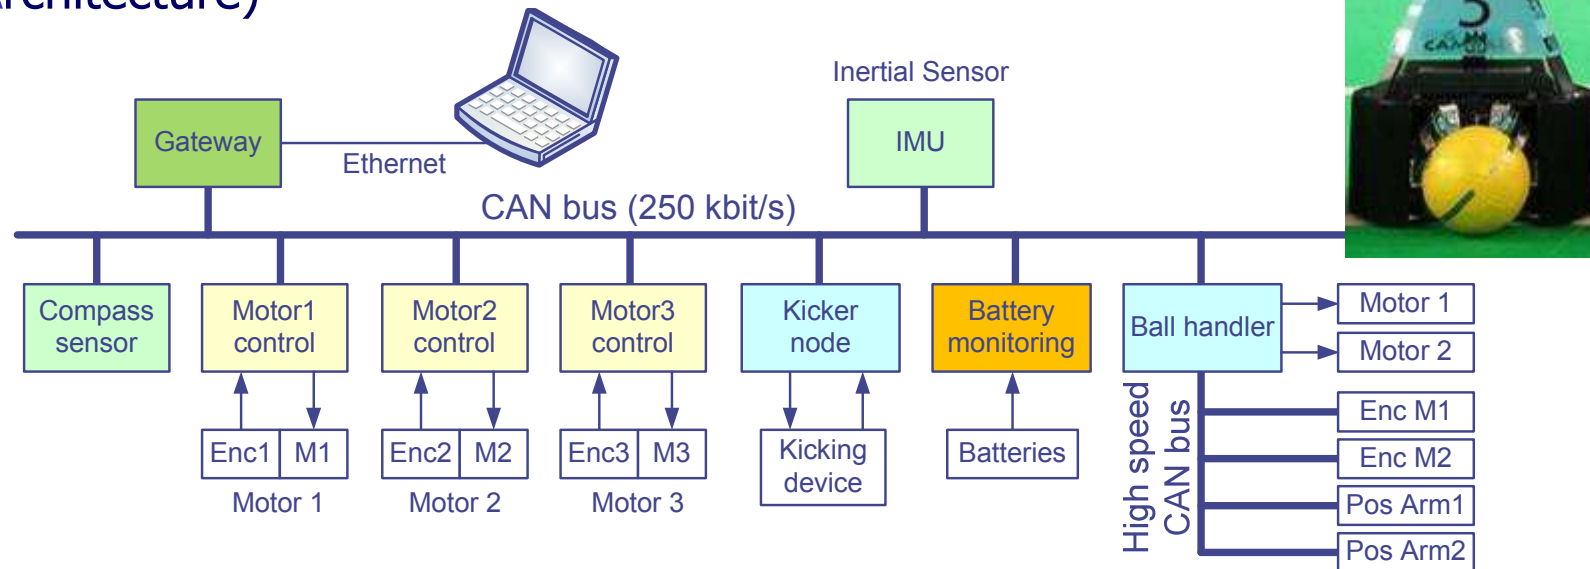 Architecture)
Inertial Sensor
Gateway
Ethernet
IMU
CAN bus (250 kbit/s)
Compass
sensor
Motor1
control
Motor2
control
Motor3
control
Kicker
node
Battery
monitoring
Ball handler
Motor 1
Motor 2
Enc1
M1
Enc2
M2
Enc3
M3
Kicking
device
Batteries
Motor 1
Motor 2
Motor 3
High speed
CAN bus
Enc M1
Enc M2
Pos Arm1
Pos Arm2